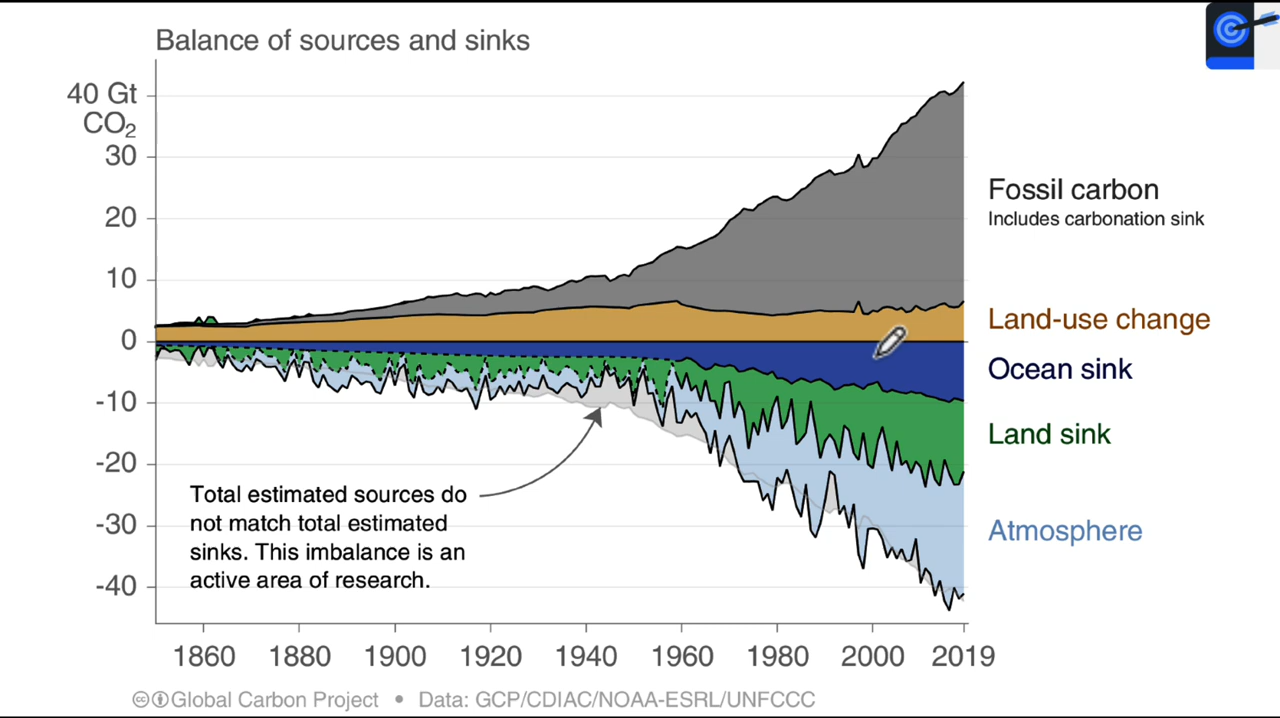 Balance of sources and sinks
40 Gt
CO₂
30
20
10
0
-10
-20
-30
-40
Fossil carbon
Includes carbonation sink
Land-use change
Ocean sink
Land sink
Atmosphere
Total estimated sources do
not match total estimated
sinks. This imbalance is an
active area of research.
1860 1880 1900 1920 1940 1960 1980 2000 2019
Global Carbon Project • Data: GCP/CDIAC/NOAA-ESRL/UNFCCC